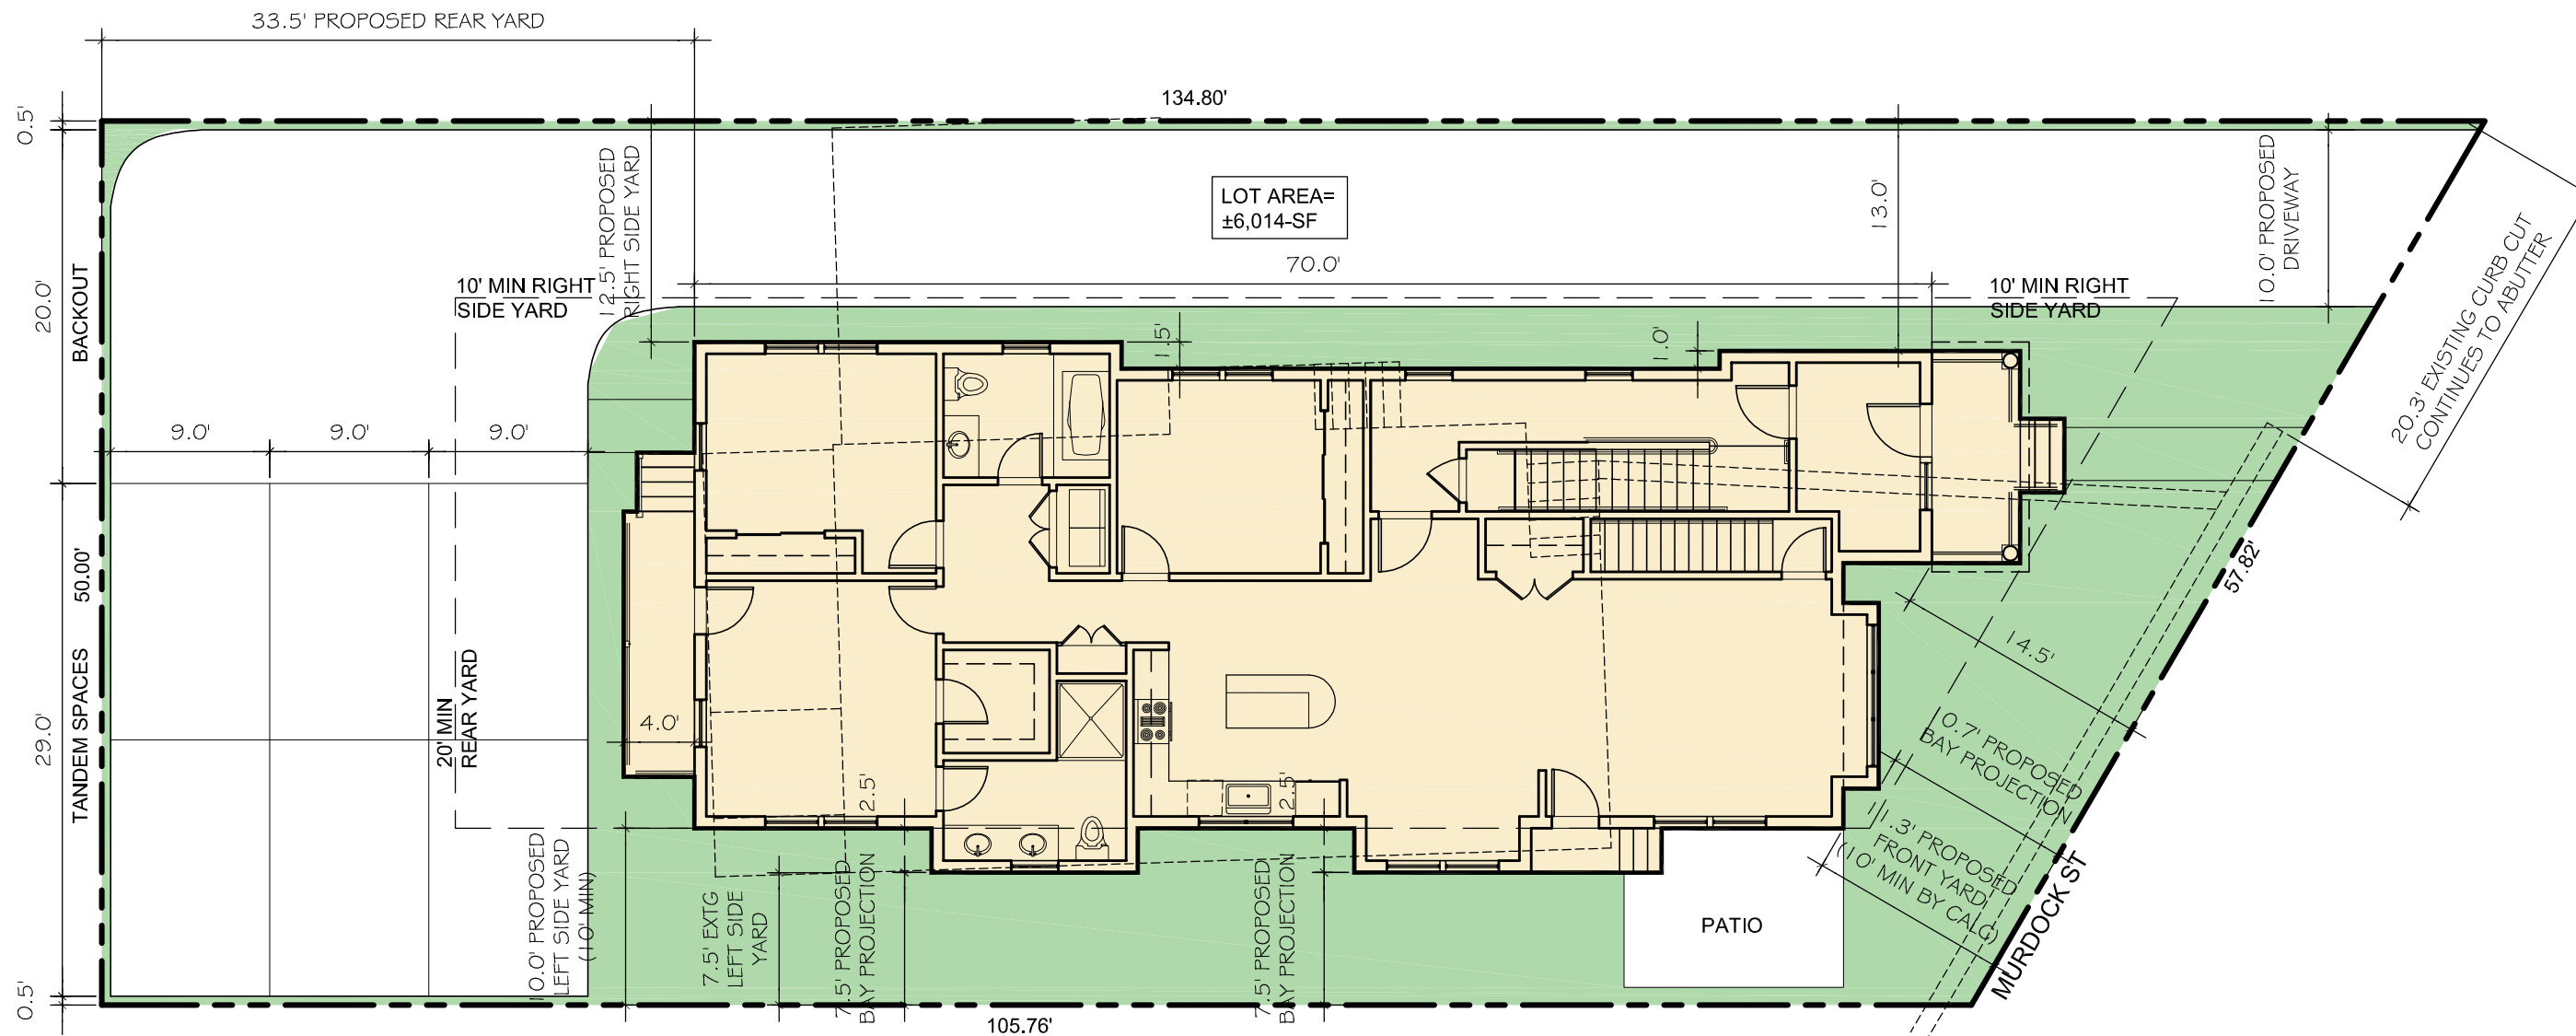 33.5' PROPOSED REAR YARD
134.80'
0.5'
12.5' PROPOSED
RIGHT SIDE YARD
LOT AREA=
±6,014-SF
13.0'
10.0' PROPOSED
DRIVEWAY
20.3' EXISTING CURB CUT
CONTINUES TO ABUTTER
70.0'
10' MIN RIGHT
SIDE YARD
10' MIN RIGHT
SIDE YARD
20.0'
BACKOUT
1.5'
1.0'
9.0'
9.0'
9.0'
50.00'
57.82'
14.5'
TANDEM SPACES
29.0'
20' MIN
REAR YARD
4.0'
0.7' PROPOSED
BAY PROJECTION
2.5'
2.5'
11.3' PROPOSED
FRONT YARD
(10' MIN BY CALC)
10.0' PROPOSED
LEFT SIDE YARD
(10' MIN)
7.5' EXTG
LEFT SIDE
YARD
7.5' PROPOSED
BAY PROJECTION
7.5' PROPOSED
BAY PROJECTION
PATIO
MURDOCK ST
0.5'
105.76'